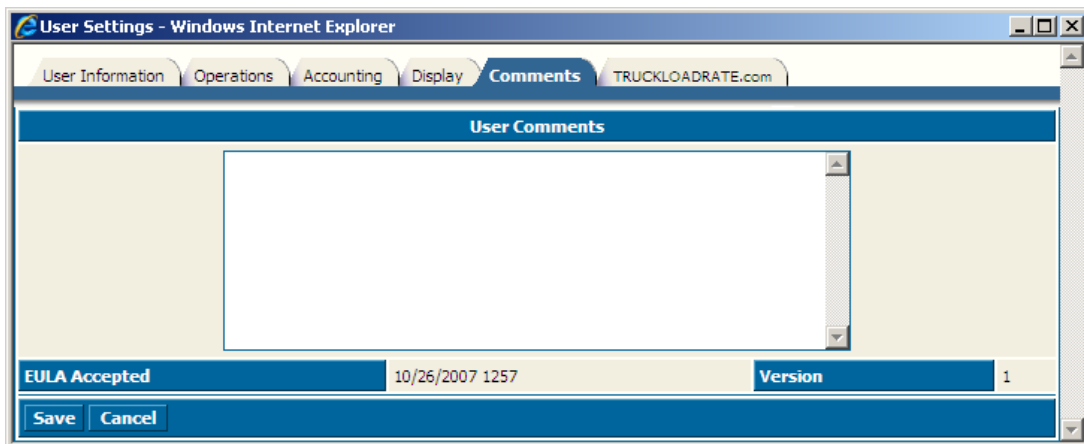 User Settings - Windows Internet Explorer
User Information Operations Accounting Display Comments TRUCKLOADRATE.com
User Comments
EULA Accepted 10/26/2007 1257 Version 1
Save Cancel